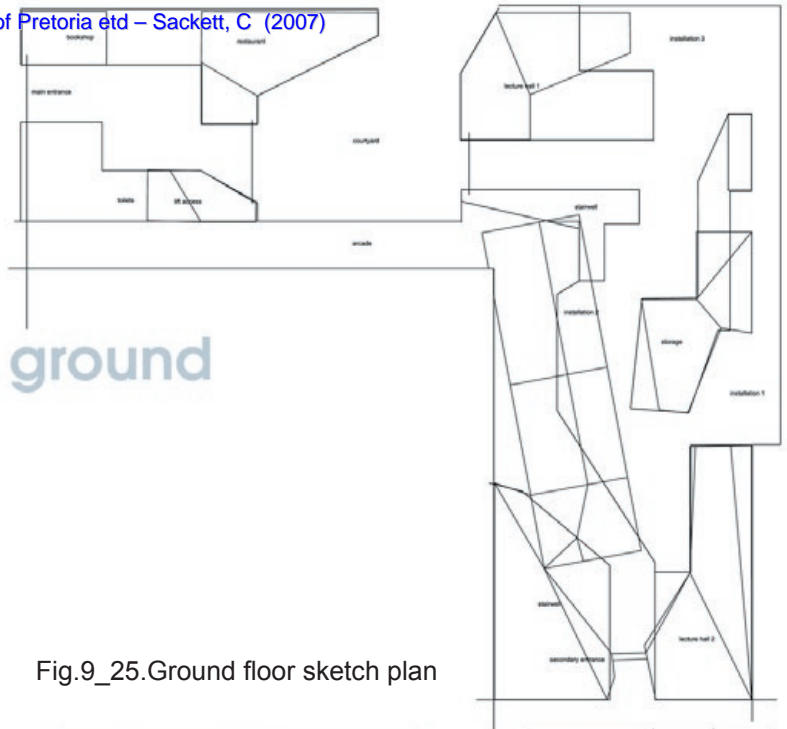 of Pretoria etd – Sackett, C (2007)
bookshop
restaurant
installation 3
lecture hall 1
main entrance
courtyard
toilets
lift access
stairwell
arcade
installation 2
storage
ground
installation 1
stairwell
lecture hall 2
secondary entrance
Fig.9_25.Ground floor sketch plan